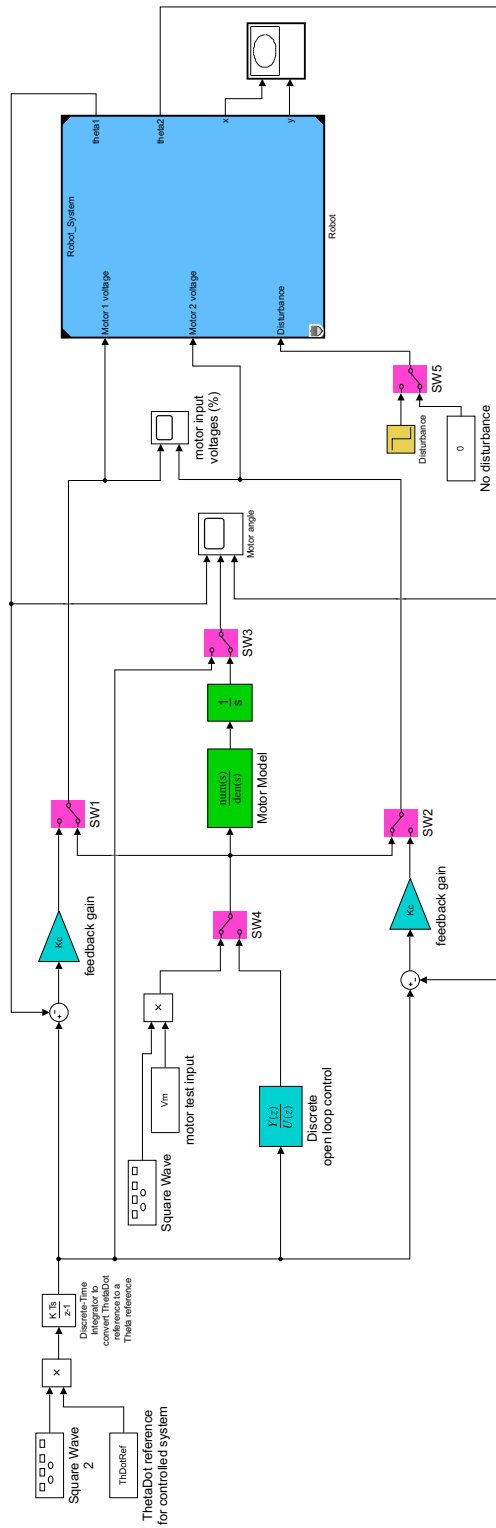 Square Wave
2
ThDotRef
ThetaDot reference
for controlled system
×
K Ts
z-1
Discrete-Time
Integrator to
convert ThetaDot
reference to a
Theta reference
Square Wave
Vm
motor test input
×
Y(z)
U(z)
Discrete
open loop control
+
-
Kc
feedback gain
SW4
+
-
Kc
feedback gain
SW1
num(s)
den(s)
Motor Model
SW2
1
s
SW3
Motor angle
motor input
voltages (%)
Disturbance
0
No disturbance
SW5
Robot_System
Motor 1 voltage
Motor 2 voltage
Disturbance
theta1
theta2
x
y
Robot